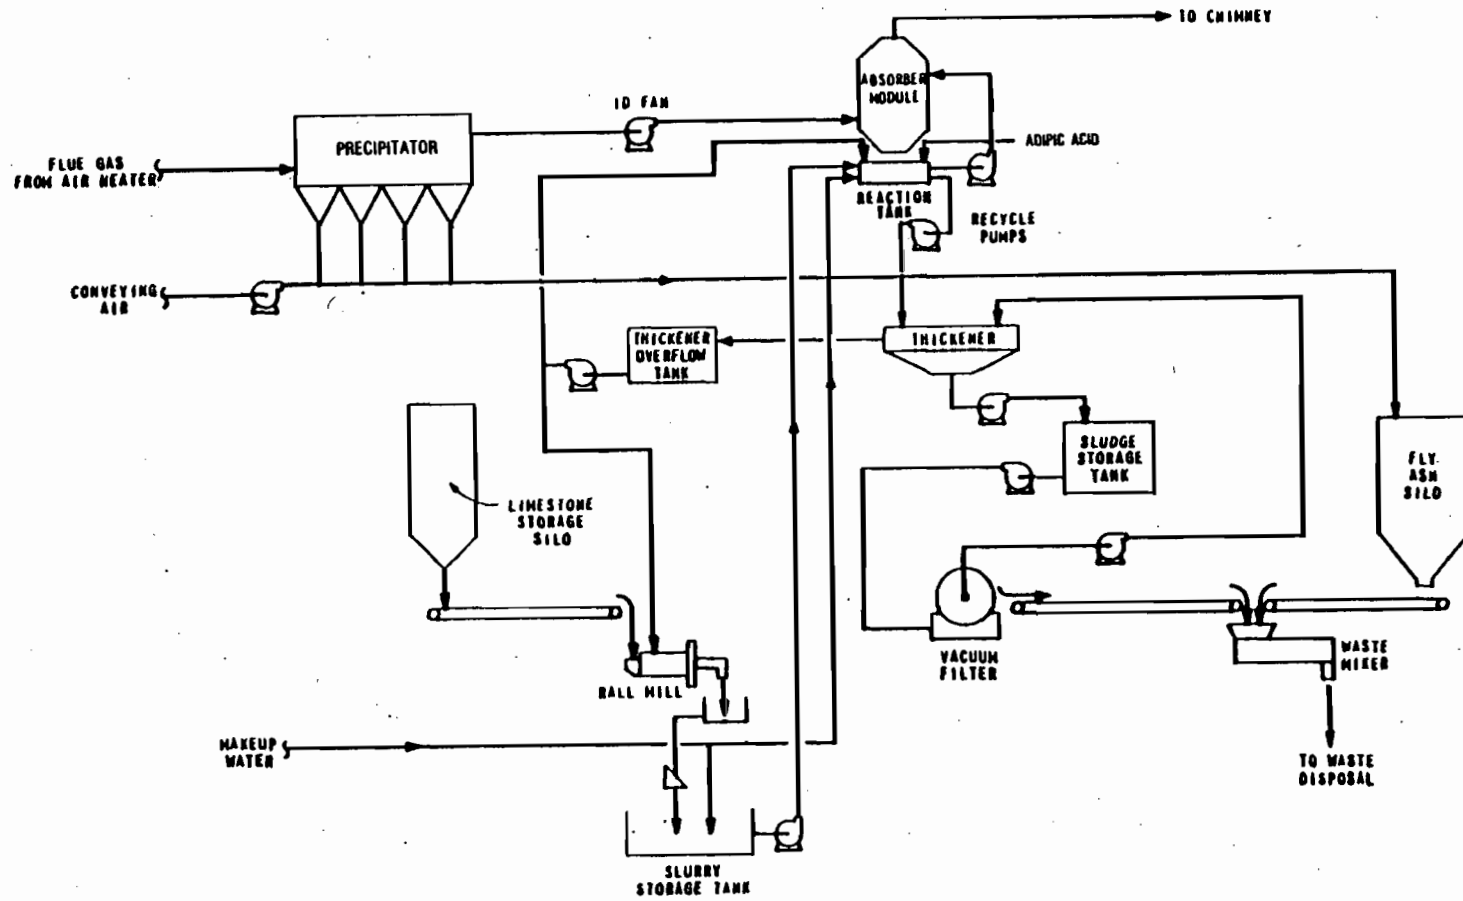 TO CHIMNEY
ABSORBER
MODULE
ID FAN
PRECIPITATOR
ADIPIC ACID
FLUE GAS
FROM AIR HEATER
REACTION
TANK
RECYCLE
PUMPS
CONVEYING
AIR
THICKENER
OVERFLOW
TANK
THICKENER
SLUDGE
STORAGE
TANK
FLY
ASH
SILO
LIMESTONE
STORAGE
SILO
VACUUM
FILTER
WASTE
MIXER
BALL MILL
MAKEUP
WATER
TO WASTE
DISPOSAL
SLURRY
STORAGE TANK